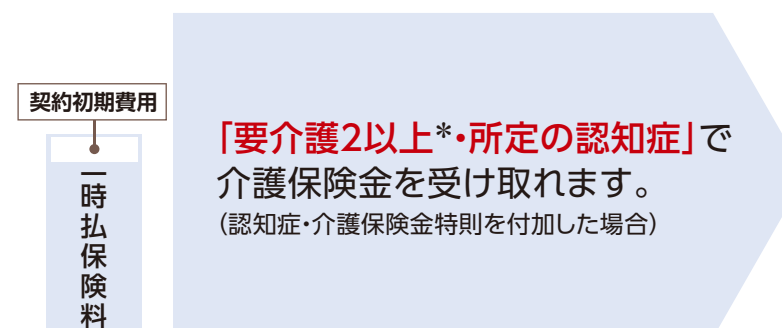 契約初期費用
一時払保険料
「要介護2以上*・所定の認知症」で
介護保険金を受け取れます。
（認知症・介護保険金特則を付加した場合）